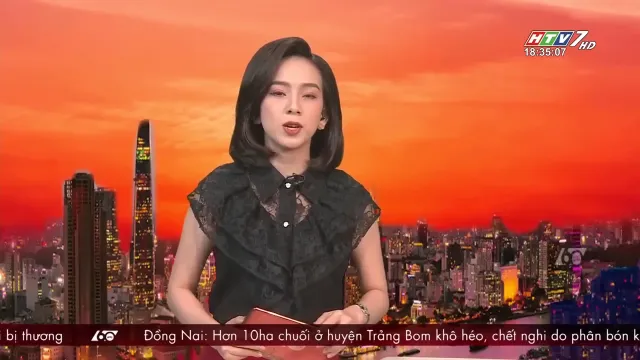 HTV7 HD
18:35:07
i bị thương 60 Đồng Nai: Hơn 10ha chuối ở huyện Trảng Bom khô héo, chết nghi do phân bón k